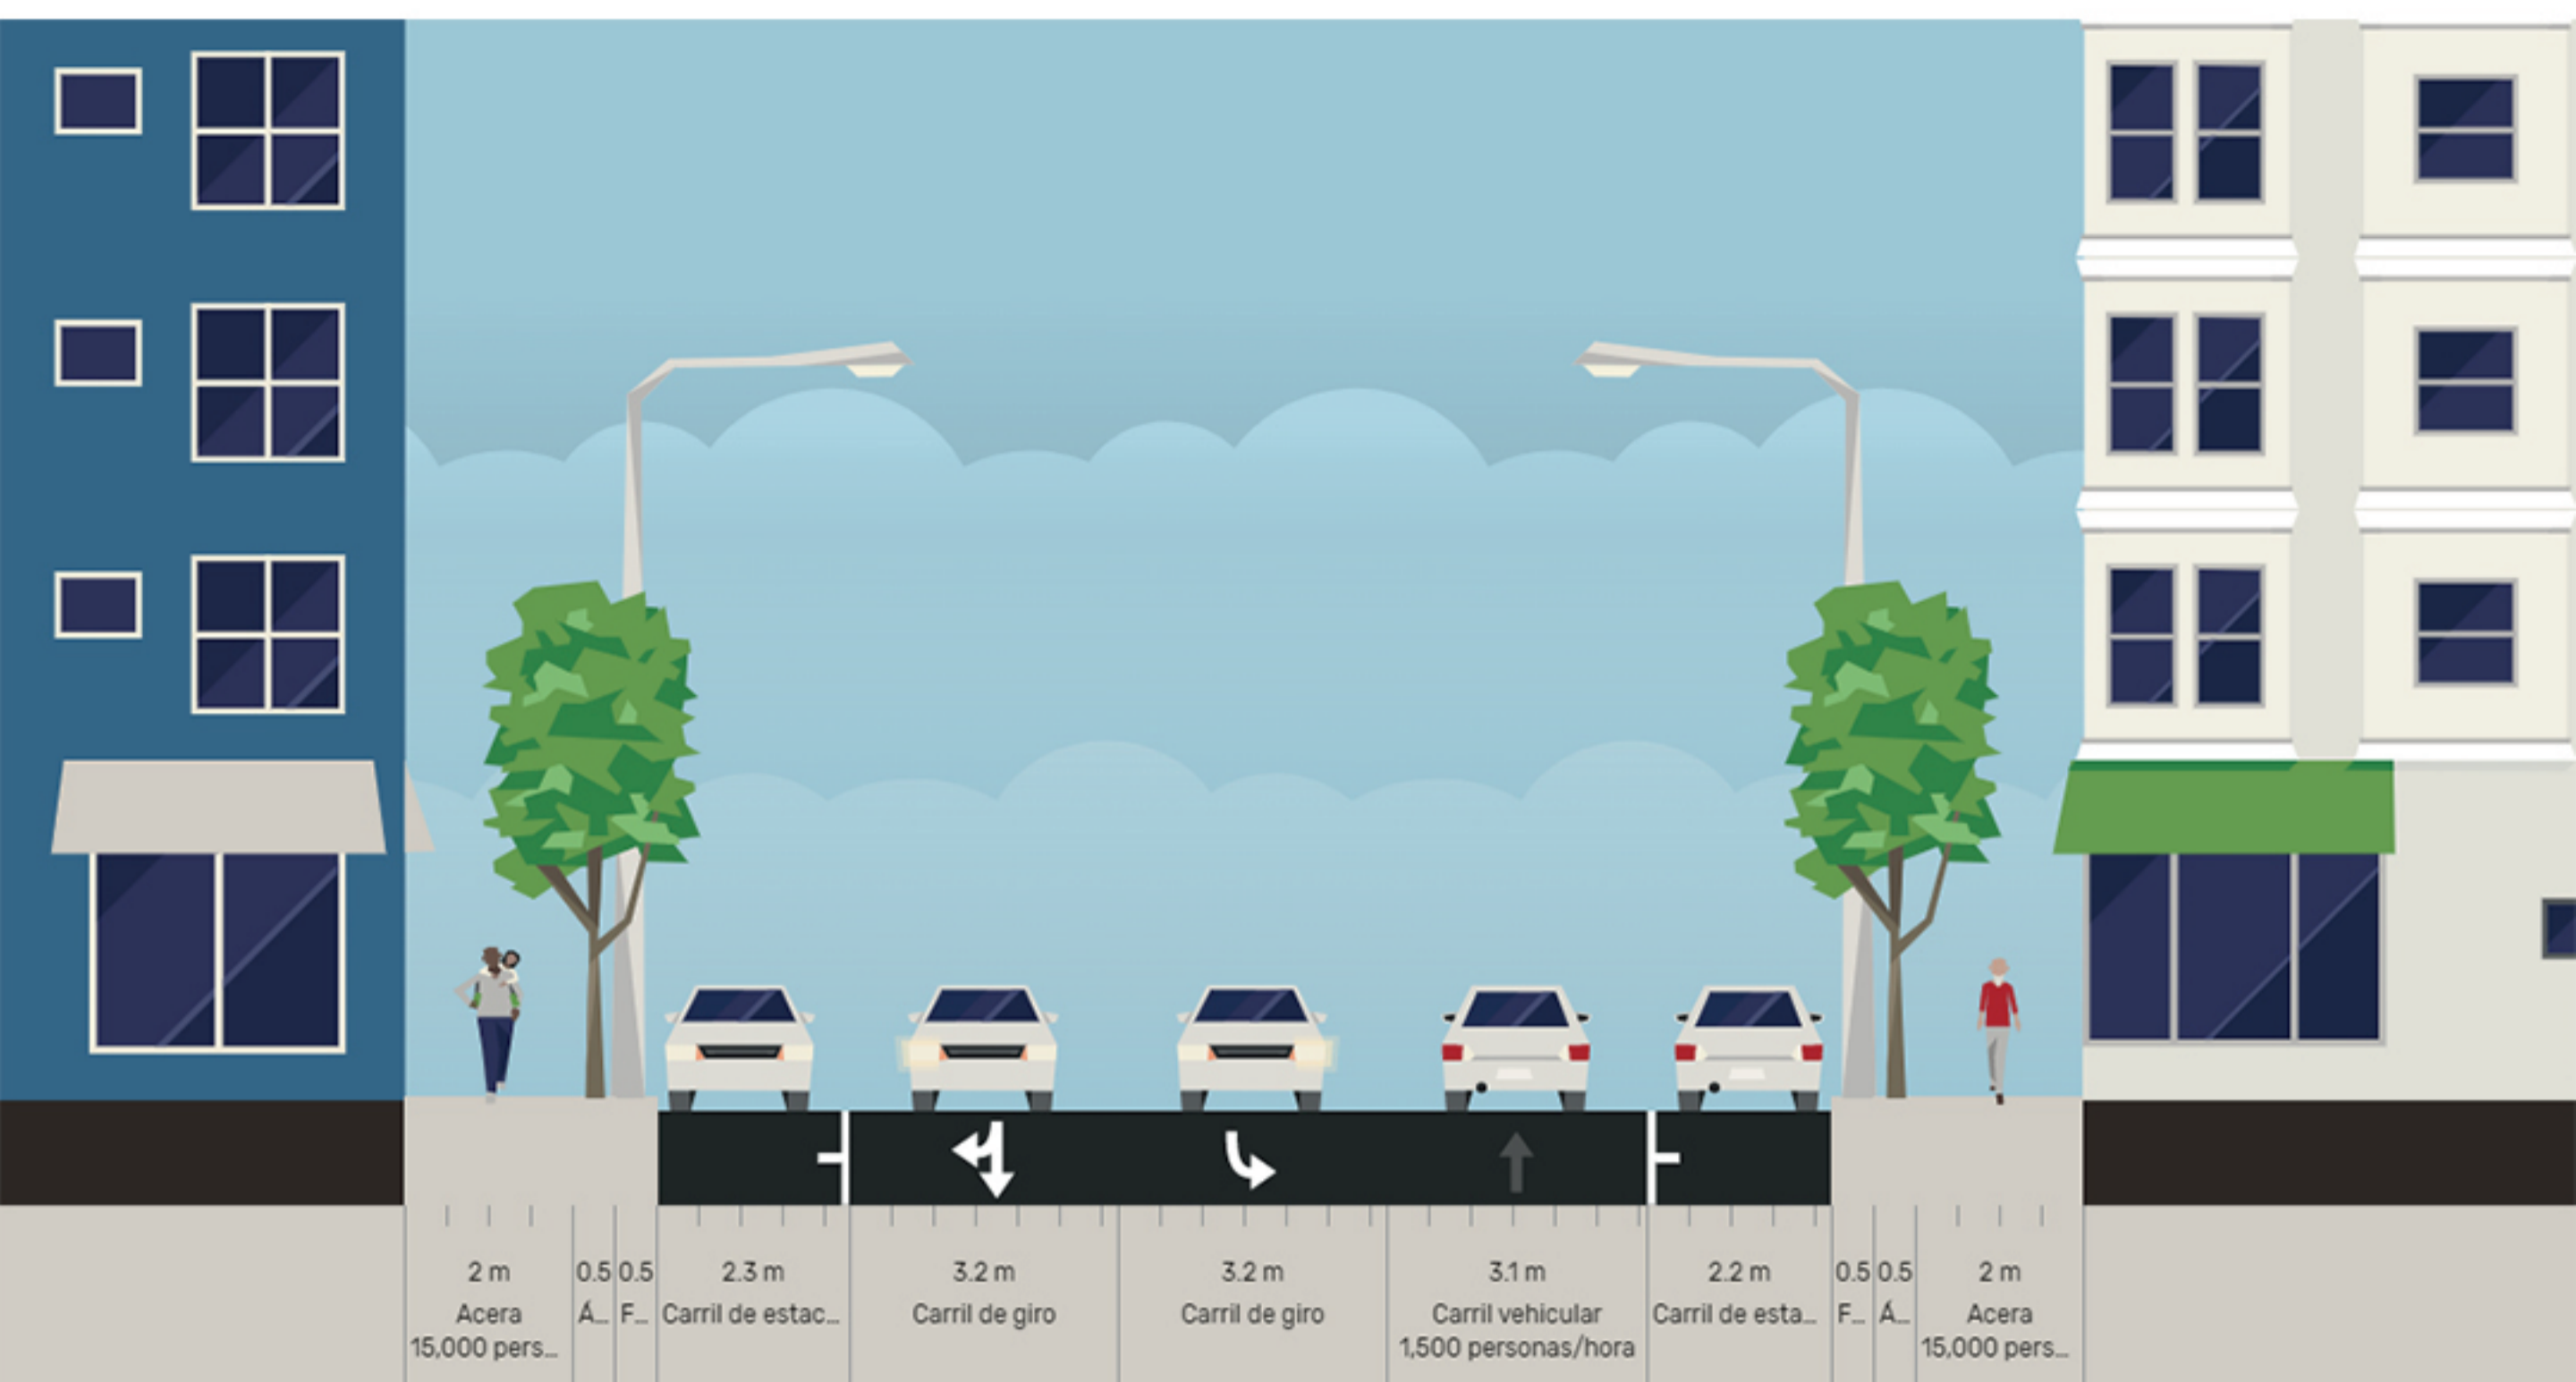 2 m
Acera
15,000 pers...
0.5
Á...
0.5
F...
2.3 m
Carril de estac...
3.2 m
Carril de giro
3.2 m
Carril de giro
3.1 m
Carril vehicular
1,500 personas/hora
2.2 m
Carril de esta...
0.5
F...
0.5
Á...
2 m
Acera
15,000 pers...